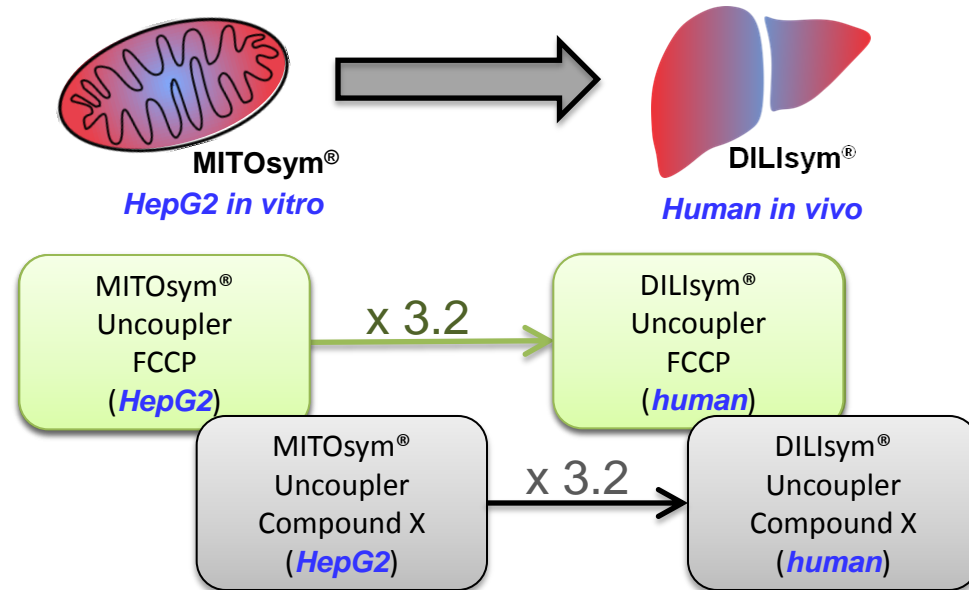 MITOsym®
HepG2 in vitro
DILIsym®
Human in vivo
MITOsym®
Uncoupler
FCCP
(HepG2)
x 3.2
DILIsym®
Uncoupler
FCCP
(human)
MITOsym®
Uncoupler
Compound X
(HepG2)
x 3.2
DILIsym®
Uncoupler
Compound X
(human)